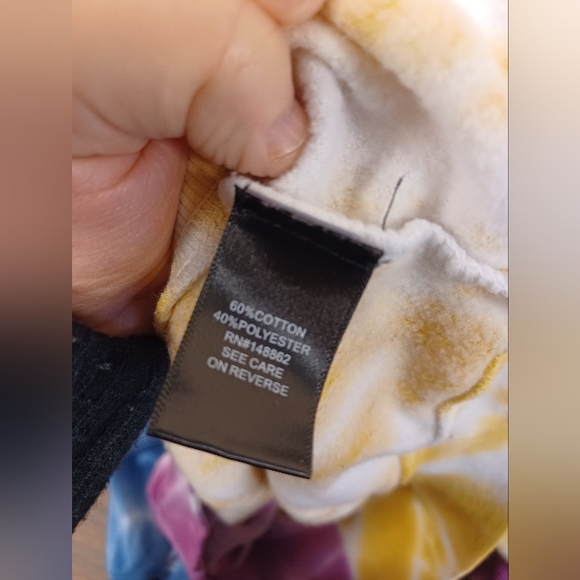 60%COTTON
40%POLYESTER
RN#148862
SEE CARE
ON REVERSE